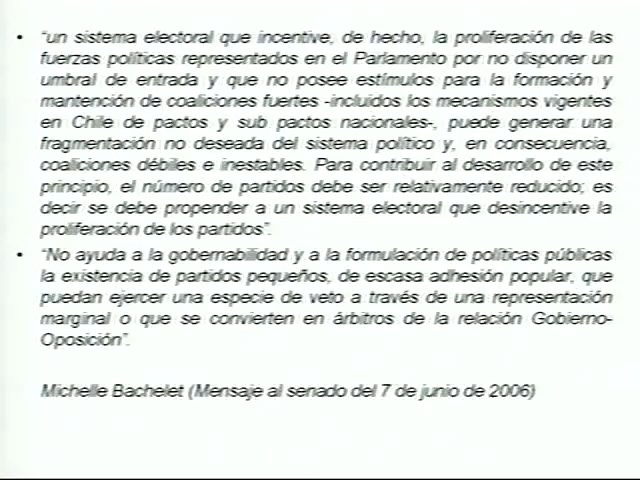 • “un sistema electoral que incentive, de hecho, la proliferación de las
fuerzas políticas representados en el Parlamento por no disponer un
umbral de entrada y que no posee estímulos para la formación y
mantención de coaliciones fuertes -incluidos los mecanismos vigentes
en Chile de pactos y sub pactos nacionales-, puede generar una
fragmentación no deseada del sistema político y, en consecuencia,
coaliciones débiles e inestables. Para contribuir al desarrollo de este
principio, el número de partidos debe ser relativamente reducido; es
decir se debe propender a un sistema electoral que desincentive la
proliferación de los partidos”.
• “No ayuda a la gobernabilidad y a la formulación de políticas públicas
la existencia de partidos pequeños, de escasa adhesión popular, que
puedan ejercer una especie de veto a través de una representación
marginal o que se convierten en árbitros de la relación Gobierno-
Oposición”.
Michelle Bachelet (Mensaje al senado del 7 de junio de 2006)